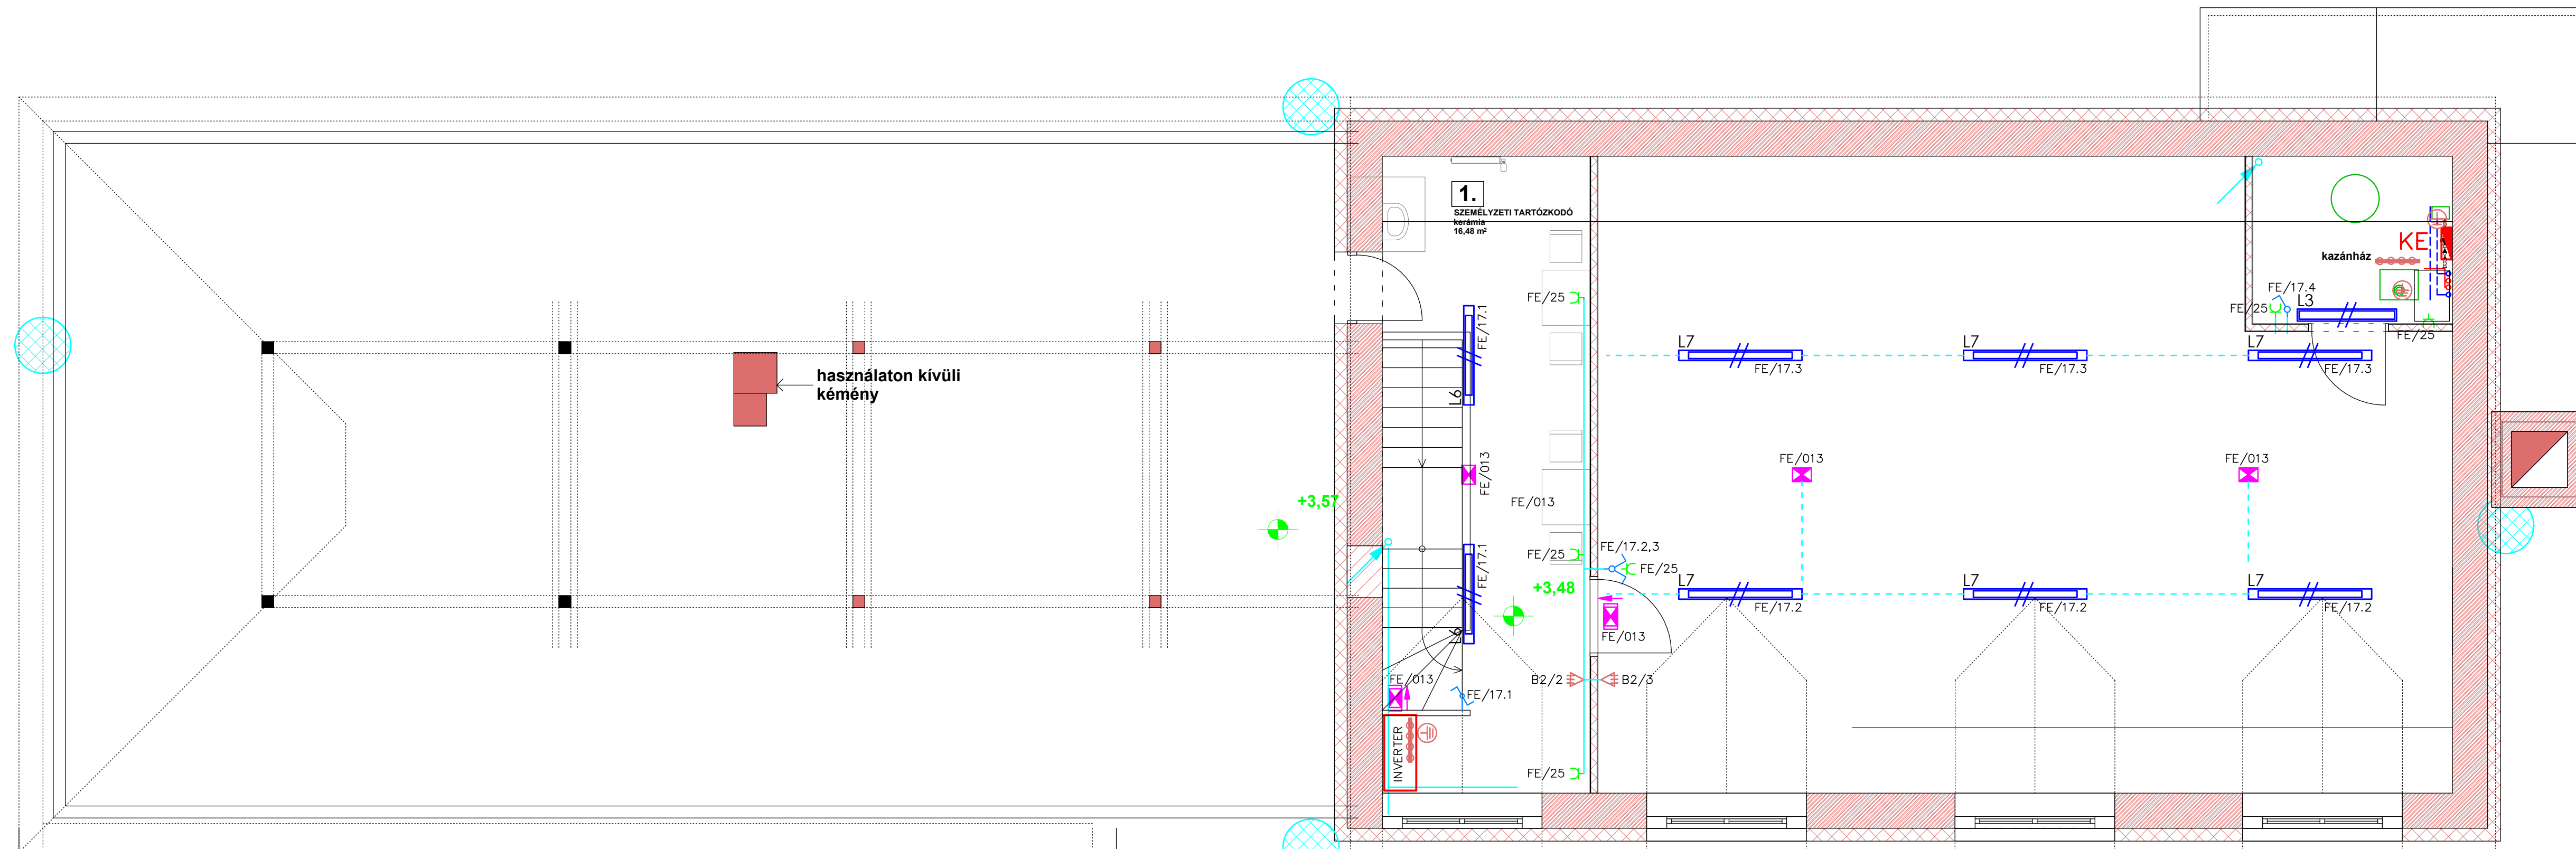 1.
SZEMÉLYZETI TARTÓZKODÓ
kerámia
16,48 m²
KE
kazánház
FE/17.4
L3
FE/25
FE/25
FE/25
FE/17.1
L6
L7
FE/17.3
L7
FE/17.3
L7
FE/17.3
használaton kívüli
kémény
FE/013
FE/013
FE/013
FE/013
+3,57
FE/25
FE/17.2,3
FE/25
FE/17.1
L6
+3,48
L7
FE/17.2
L7
FE/17.2
L7
FE/17.2
FE/013
FE/013
B2/2
B2/3
FE/17.1
INVERTER
FE/25